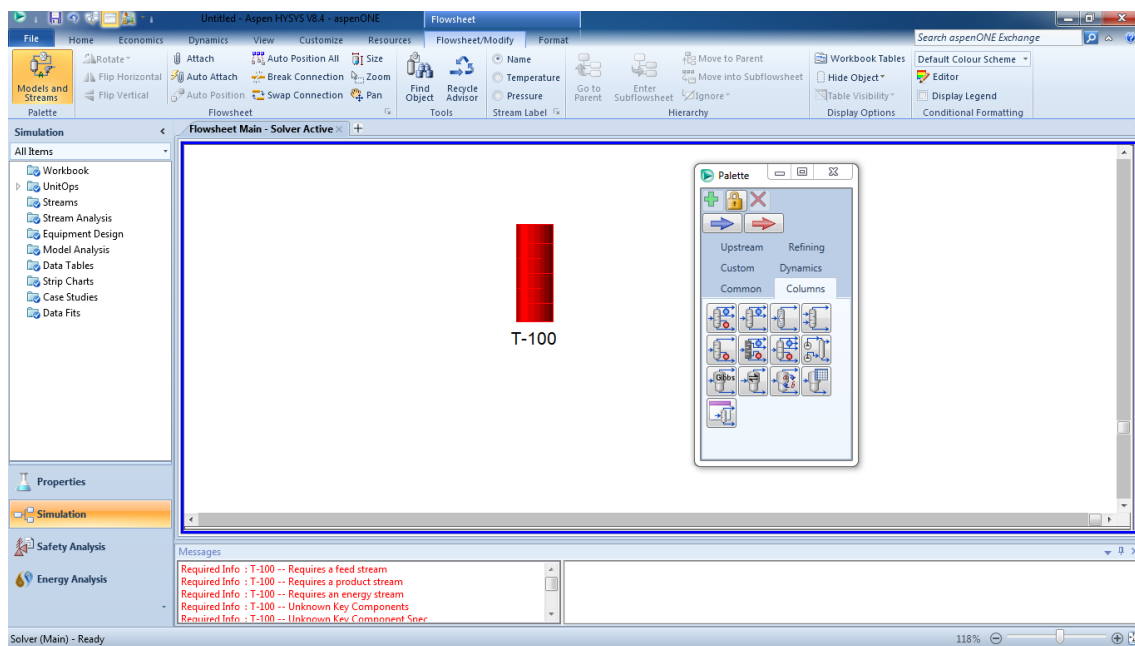 Untitled - Aspen HYSYS V8.4 - aspenONE
Flowsheet
File Home Economics Dynamics View Customize Resources Flowsheet/Modify Format
Search aspenONE Exchange
Models and Streams
Rotate
Flip Horizontal
Flip Vertical
Palette
Attach
Auto Attach
Auto Position
Auto Position All
Break Connection
Swap Connection
Size
Zoom
Pan
Flowsheet
Find Object
Recycle Advisor
Tools
Name
Temperature
Pressure
Stream Label
Go to Parent
Enter Subflowsheet
Move to Parent
Move into Subflowsheet
Ignore
Hierarchy
Workbook Tables
Hide Object
Table Visibility
Display Options
Default Colour Scheme
Editor
Display Legend
Conditional Formatting
Simulation
All Items
Workbook
UnitOps
Streams
Stream Analysis
Equipment Design
Model Analysis
Data Tables
Strip Charts
Case Studies
Data Fits
Properties
Simulation
Safety Analysis
Energy Analysis
Flowsheet Main - Solver Active
T-100
Palette
Upstream Refining
Custom Dynamics
Common Columns
Gibbs
Messages
Required Info : T-100 -- Requires a feed stream
Required Info : T-100 -- Requires a product stream
Required Info : T-100 -- Requires an energy stream
Required Info : T-100 -- Unknown Key Components
Required Info : T-100 -- Unknown Key Component Spec
Solver (Main) - Ready
118%